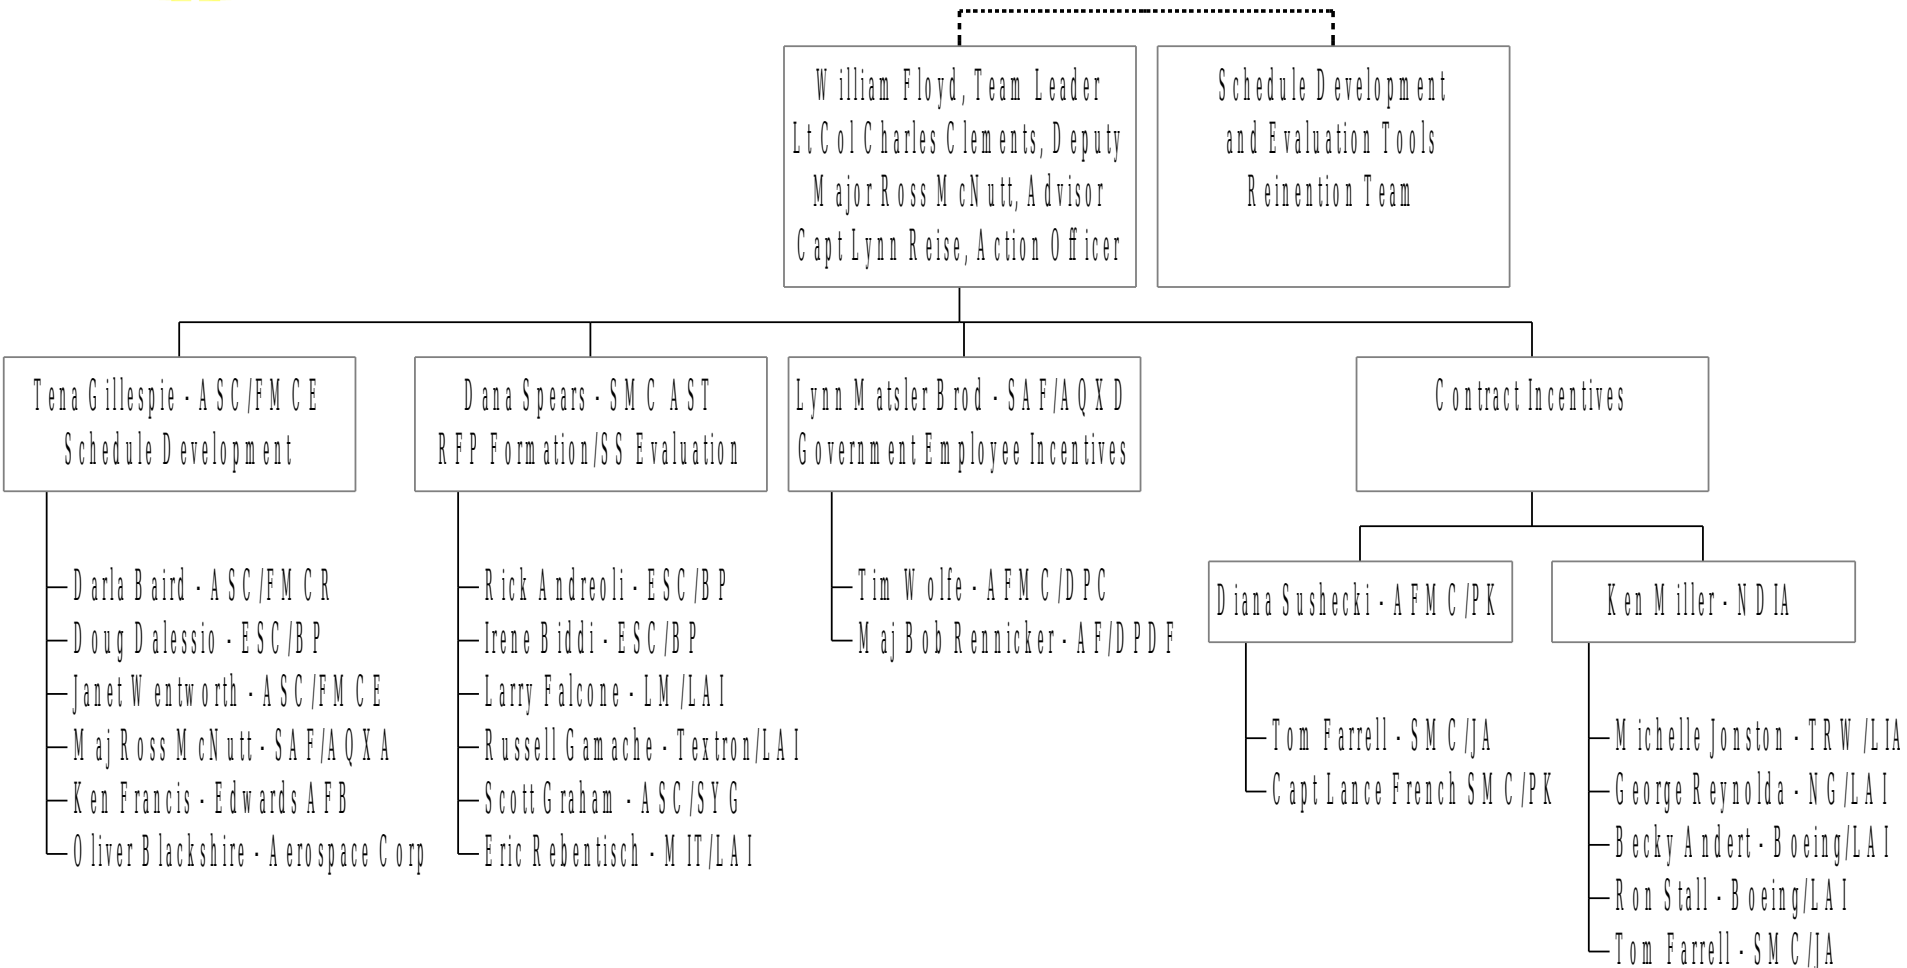 William Floyd, Team Leader
Lt Col Charles Clements, Deputy
Major Ross McNutt, Advisor
Capt Lynn Reise, Action Officer
Schedule Development
and Evaluation Tools
Reinention Team
Tena Gillespie - ASC/FMCE
Schedule Development
Dana Spears - SMC AST
RFP Formation/SS Evaluation
Lynn Matsler Brod - SAF/AQXD
Government Employee Incentives
Contract Incentives
Darla Baird - ASC/FMCR
Doug Dalessio - ESC/BP
Janet Wentworth - ASC/FMCE
Maj Ross McNutt - SAF/AQXA
Ken Francis - Edwards AFB
Oliver Blackshire - Aerospace Corp
Rick Andreoli - ESC/BP
Irene Biddi - ESC/BP
Larry Falcone - LM/LAI
Russell Gamache - Textron/LAI
Scott Graham - ASC/SYG
Eric Rebentisch - MIT/LAI
Tim Wolfe - AFMC/DPC
Maj Bob Rennicker - AF/DPDF
Diana Sushecki - AFMC/PK
Tom Farrell - SMC/JA
Capt Lance French SMC/PK
Ken Miller - NDIA
Michelle Jonston - TRW/LIA
George Reynolda - NG/LAI
Becky Andert - Boeing/LAI
Ron Stall - Boeing/LAI
Tom Farrell - SMC/JA